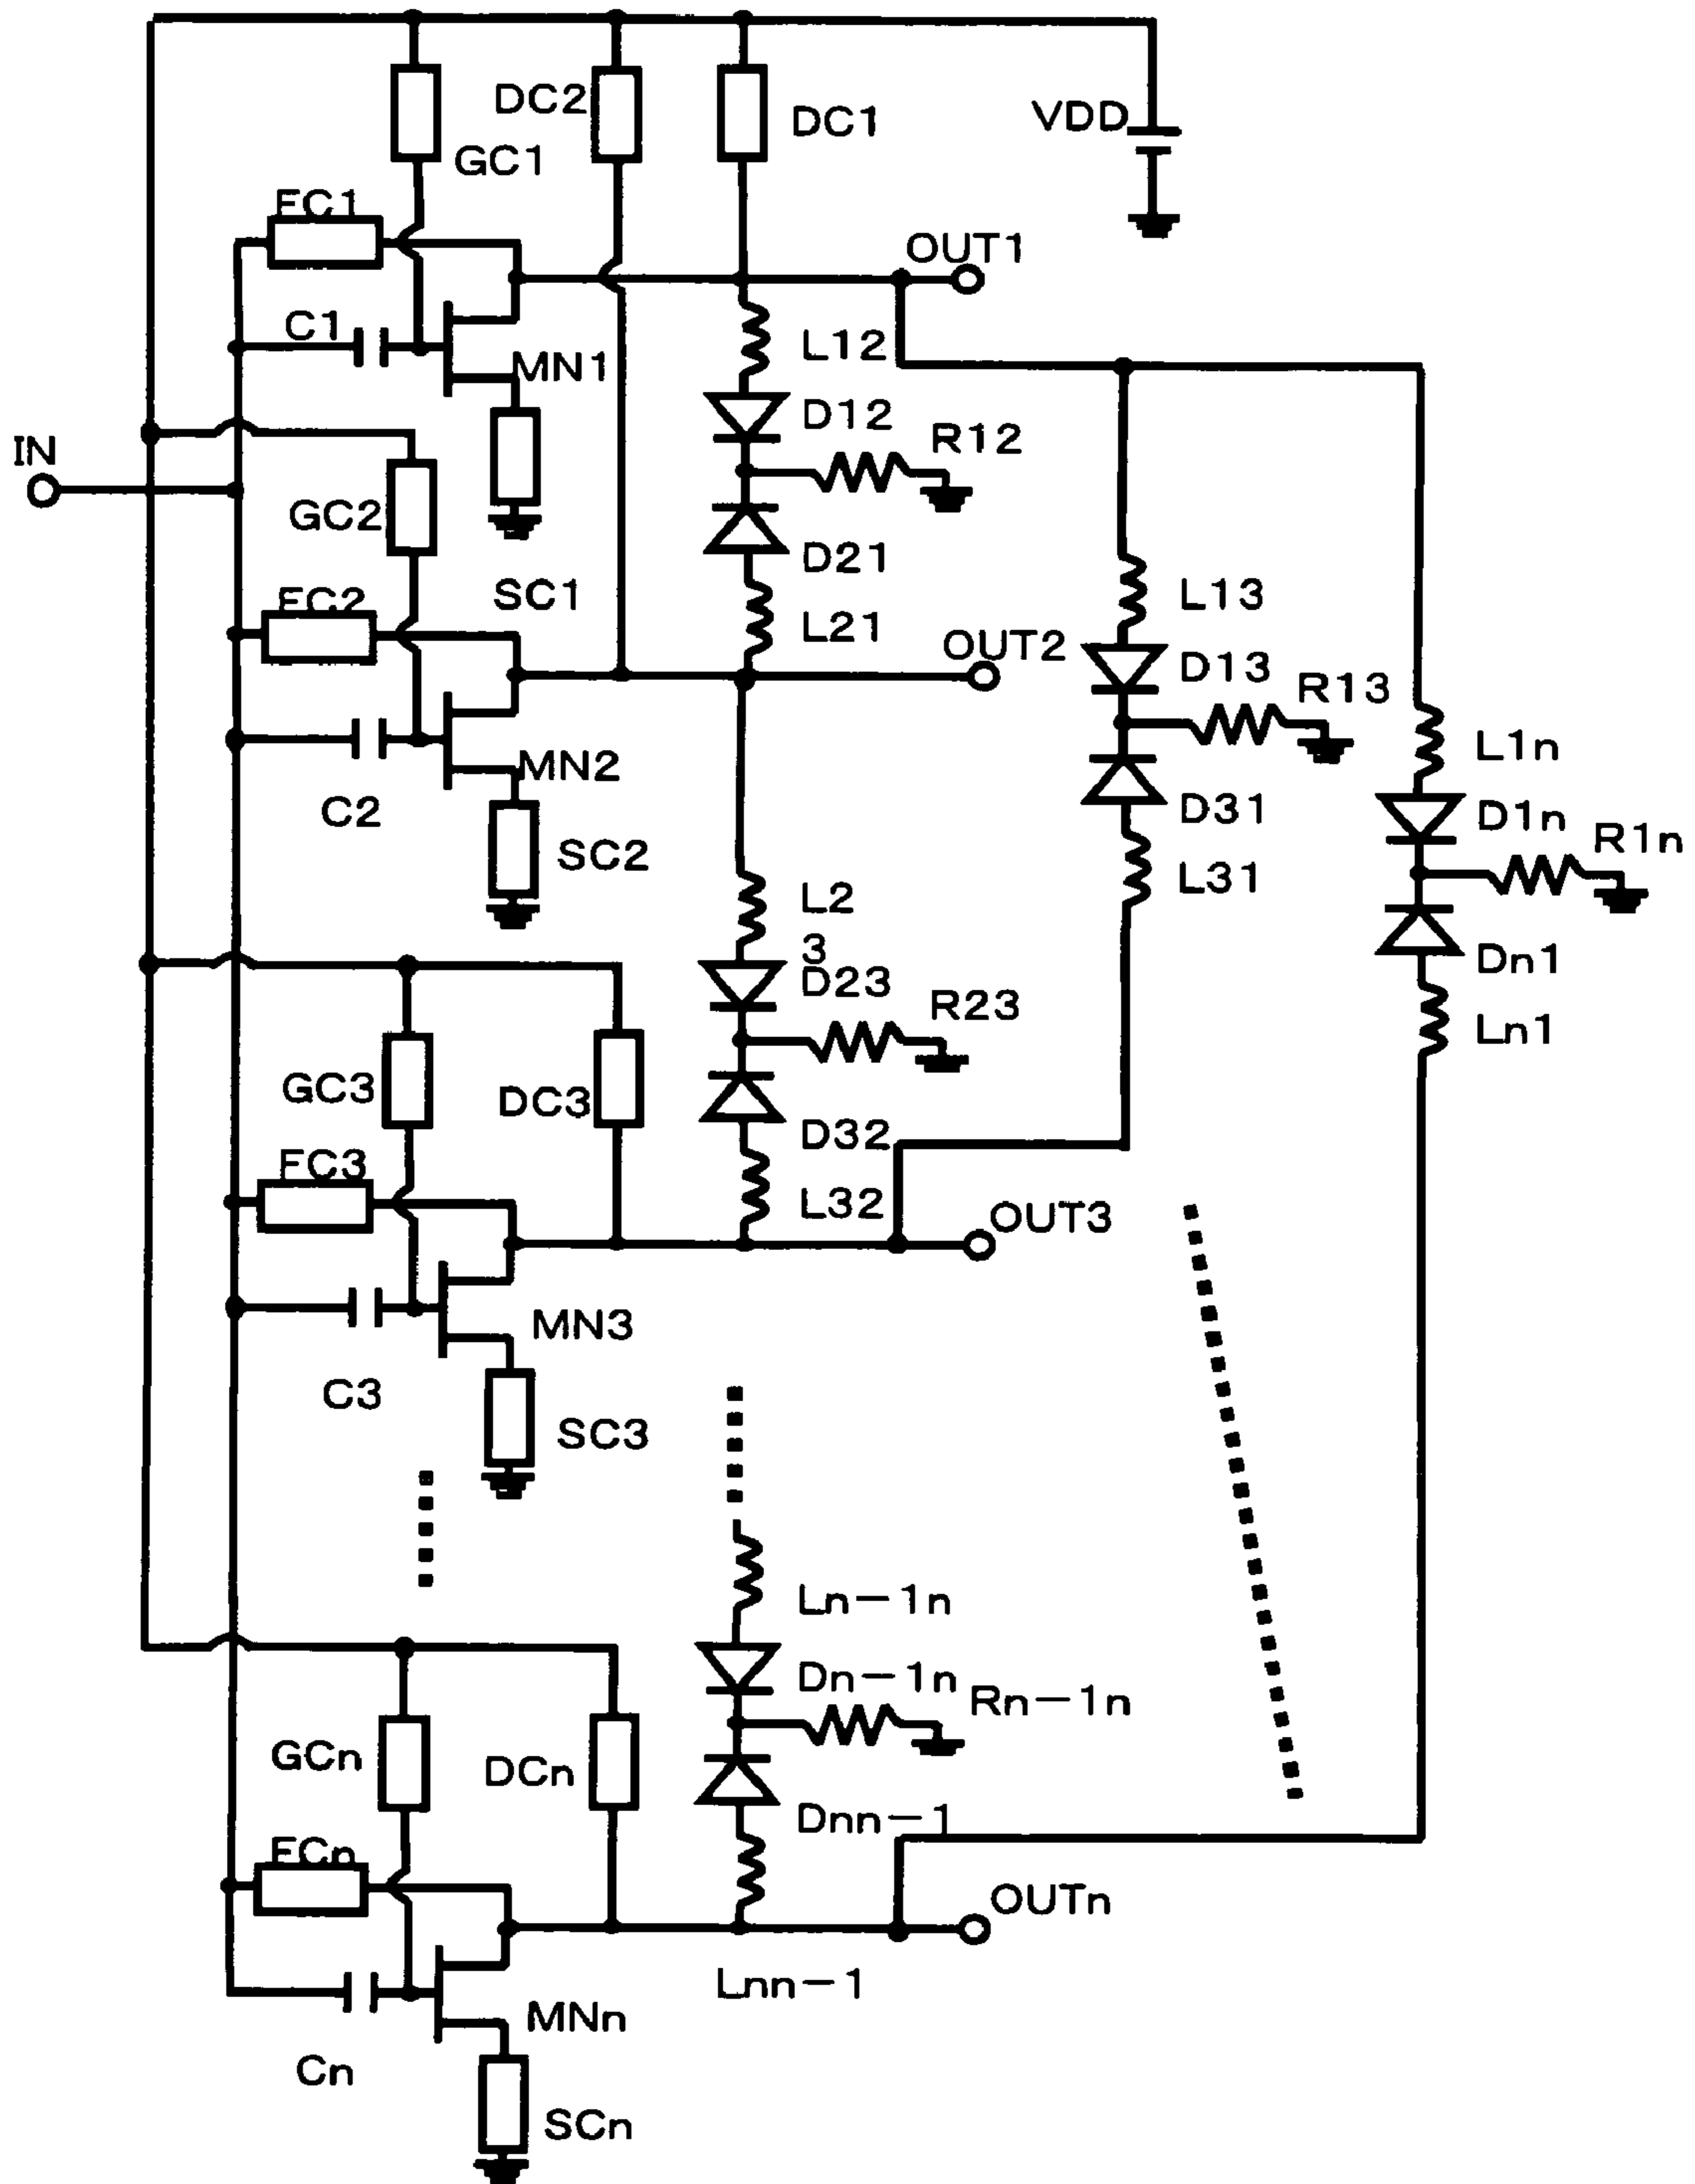 DC2
DC1
VDD
GC1
FC1
OUT1
C1
L12
MN1
D12
R12
IN
GC2
D21
SC1
L13
FC2
L21
OUT2
D13
R13
L1n
MN2
C2
D31
D1n
R1n
SC2
L31
L2
3
Dn1
D23
R23
Ln1
GC3
DC3
D32
FC3
L32
OUT3
MN3
C3
SC3
Ln-1n
Dn-1n
Rn-1n
GCn
DCn
Dnn-1
FCn
OUTn
Lnn-1
MNn
Cn
SCn